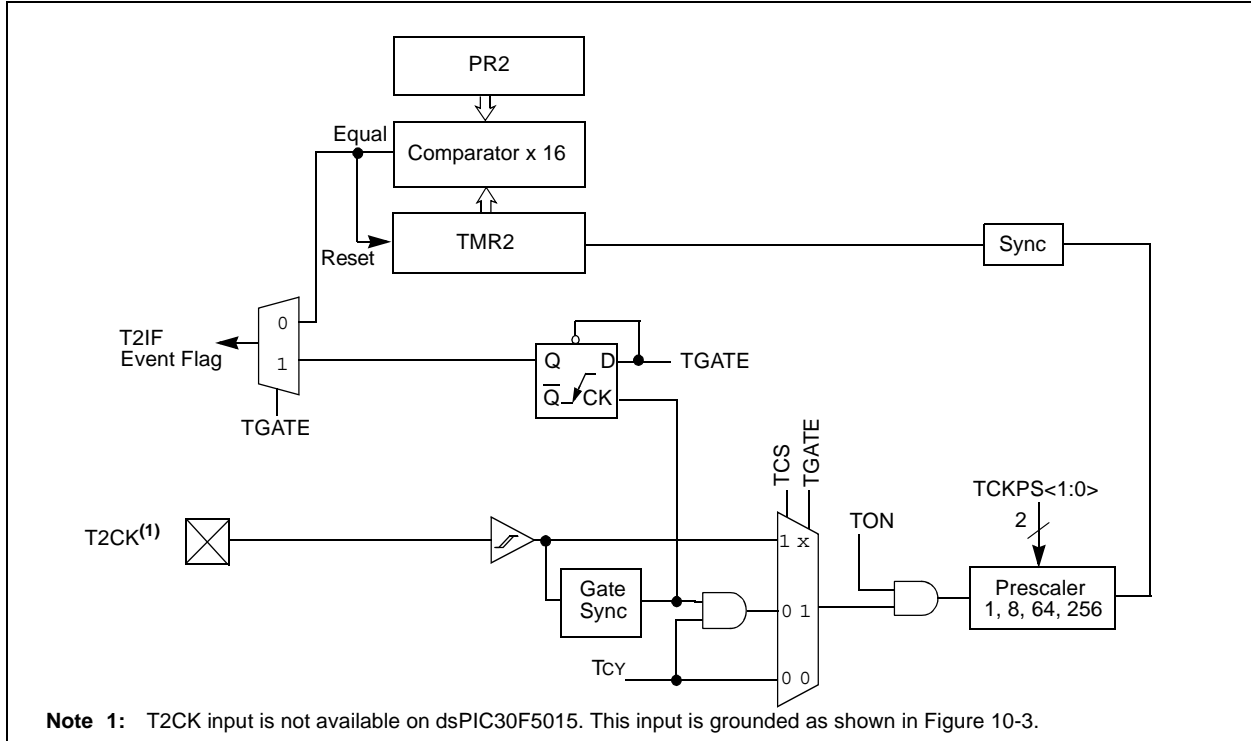 PR2
Equal
Comparator x 16
Reset
TMR2
Sync
T2IF
Event Flag
0
1
TGATE
Q
D
Q
CK
TGATE
TCS
TGATE
TCKPS<1:0>
2
TON
T2CK(1)
1 x
Gate
Sync
0 1
Prescaler
1, 8, 64, 256
TCY
0 0
Note 1: T2CK input is not available on dsPIC30F5015. This input is grounded as shown in Figure 10-3.